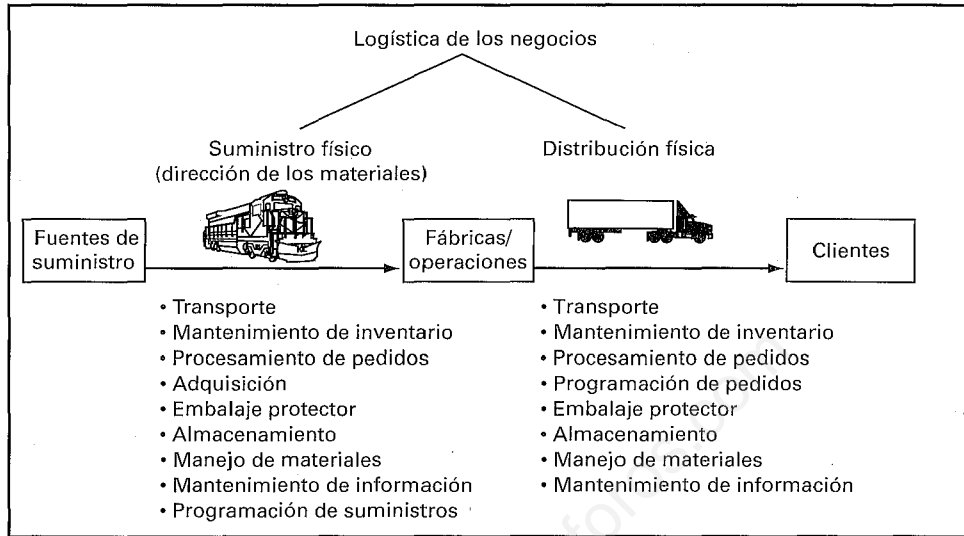 Logística de los negocios
Suministro físico
(dirección de los materiales)
Distribución física
Fuentes de
suministro
Fábricas/
operaciones
Clientes
• Transporte
• Mantenimiento de inventario
• Procesamiento de pedidos
• Adquisición
• Embalaje protector
• Almacenamiento
• Manejo de materiales
• Mantenimiento de información
• Programación de suministros
• Transporte
• Mantenimiento de inventario
• Procesamiento de pedidos
• Programación de pedidos
• Embalaje protector
• Almacenamiento
• Manejo de materiales
• Mantenimiento de información